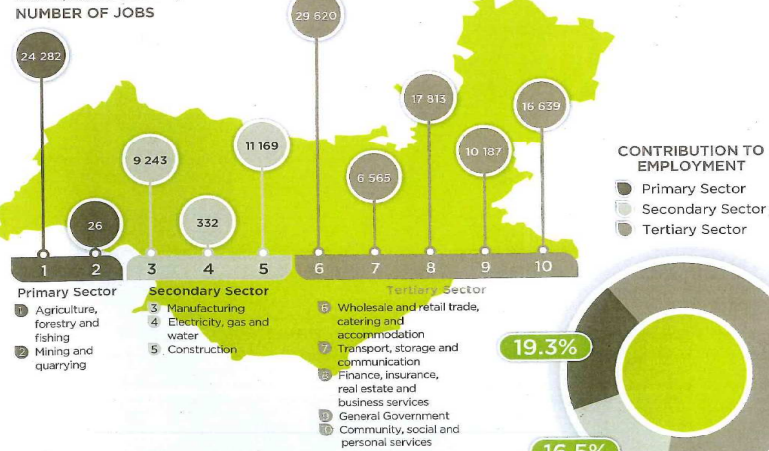 NUMBER OF JOBS
29 620
24 282
17 813
16 639
11 169
9 243
10 187
6 565
332
26
1 2 3 4 5 6 7 8 9 10
Primary Sector
1 Agriculture,
forestry and
fishing
2 Mining and
quarrying
Secondary Sector
3 Manufacturing
4 Electricity, gas and
water
5 Construction
Tertiary Sector
6 Wholesale and retail trade,
catering and
accommodation
7 Transport, storage and
communication
8 Finance, insurance,
real estate and
business services
9 General Government
10 Community, social and
personal services
CONTRIBUTION TO
EMPLOYMENT
Primary Sector
Secondary Sector
Tertiary Sector
19.3%
16.5%